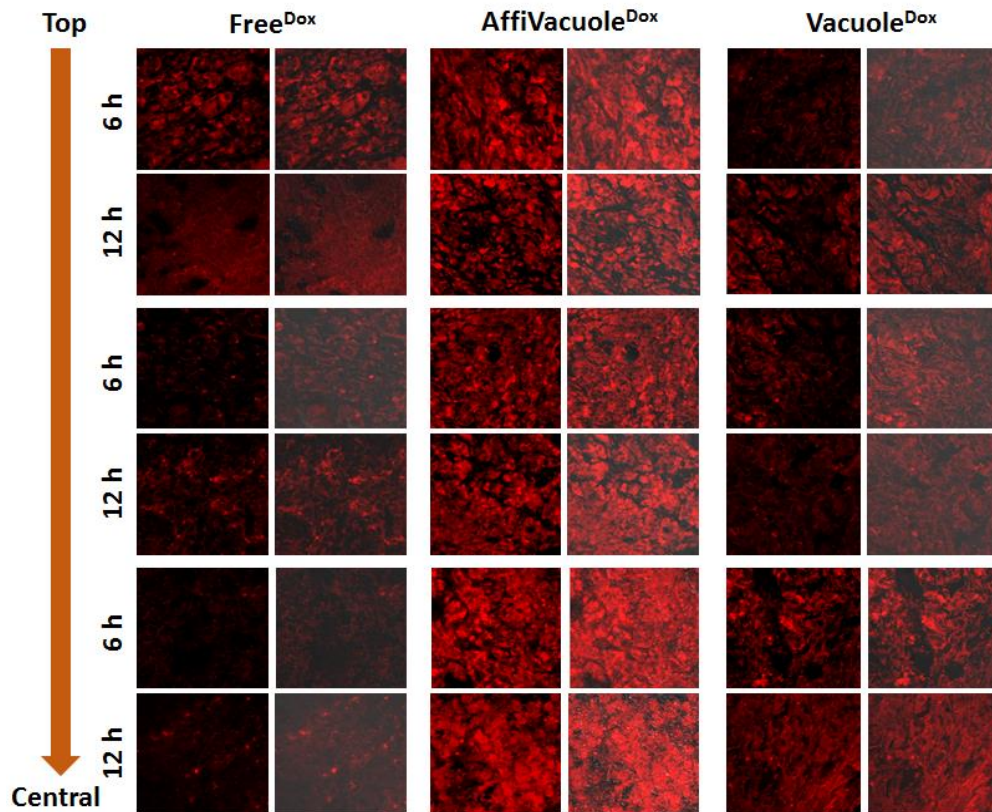 Top
Free^Dox
AffiVacuole^Dox
Vacuole^Dox
6 h
12 h
6 h
12 h
6 h
12 h
Central